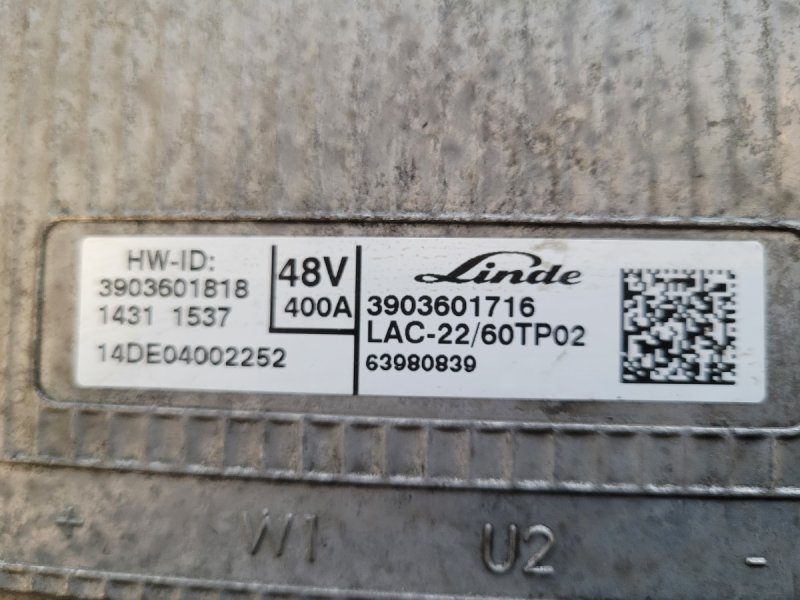 HW-ID:
3903601818
1431 1537
14DE04002252
48V
400A
Linde
3903601716
LAC-22/60TP02
63980839
+ W1 U2 -